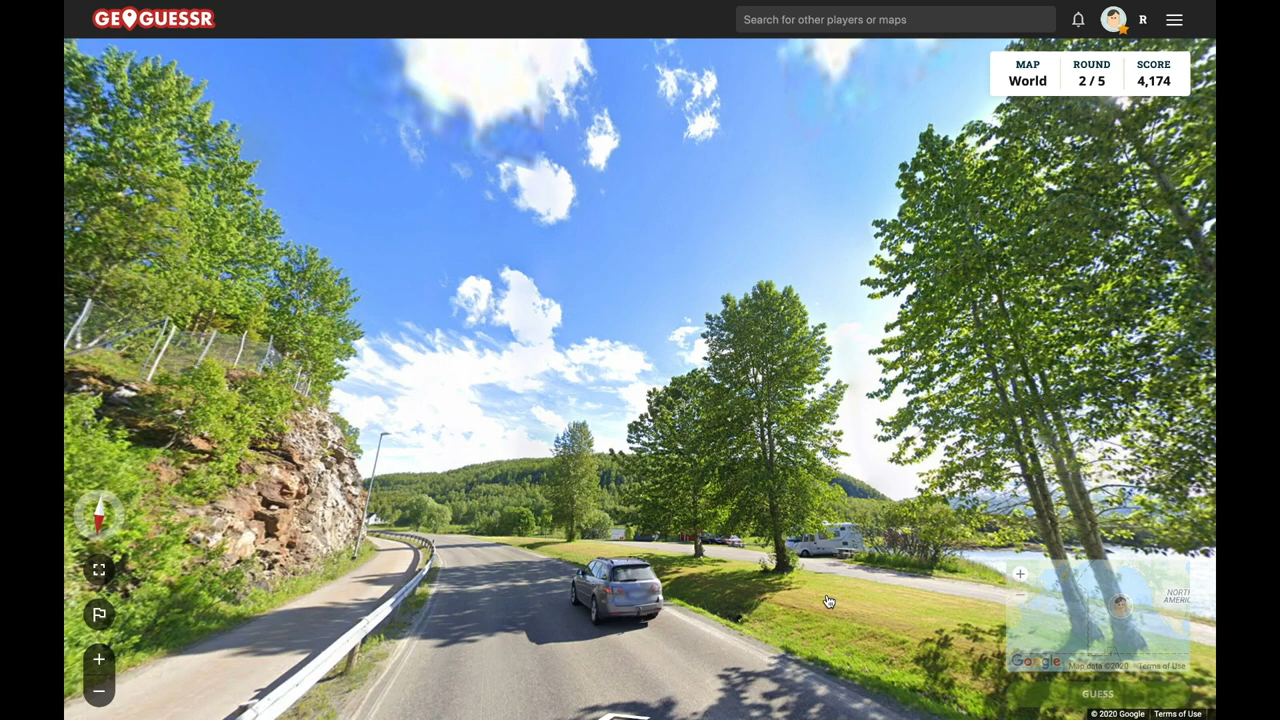 GEOGUESSR
Search for other players or maps
R
MAP ROUND SCORE
World 2 / 5 4,174
NORTH
AMERIC
Google Map data ©2020 Terms of Use
GUESS
© 2020 Google Terms of Use